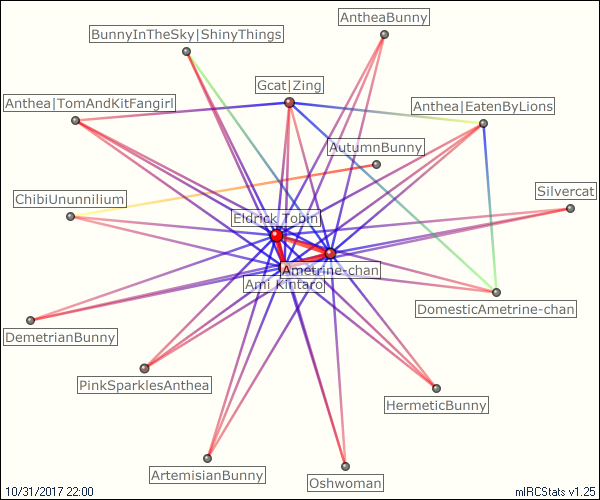 AntheaBunny
BunnyInTheSky|ShinyThings
Gcat|Zing
Anthea|TomAndKitFangirl
Anthea|EatenByLions
AutumnBunny
Silvercat
ChibiUnunnilium
Eldrick_Tobin
Ametrine-chan
Ami_Kintaro
DomesticAmetrine-chan
DemetrianBunny
PinkSparklesAnthea
HermeticBunny
ArtemisianBunny
Oshwoman
10/31/2017 22:00
mIRCStats v1.25